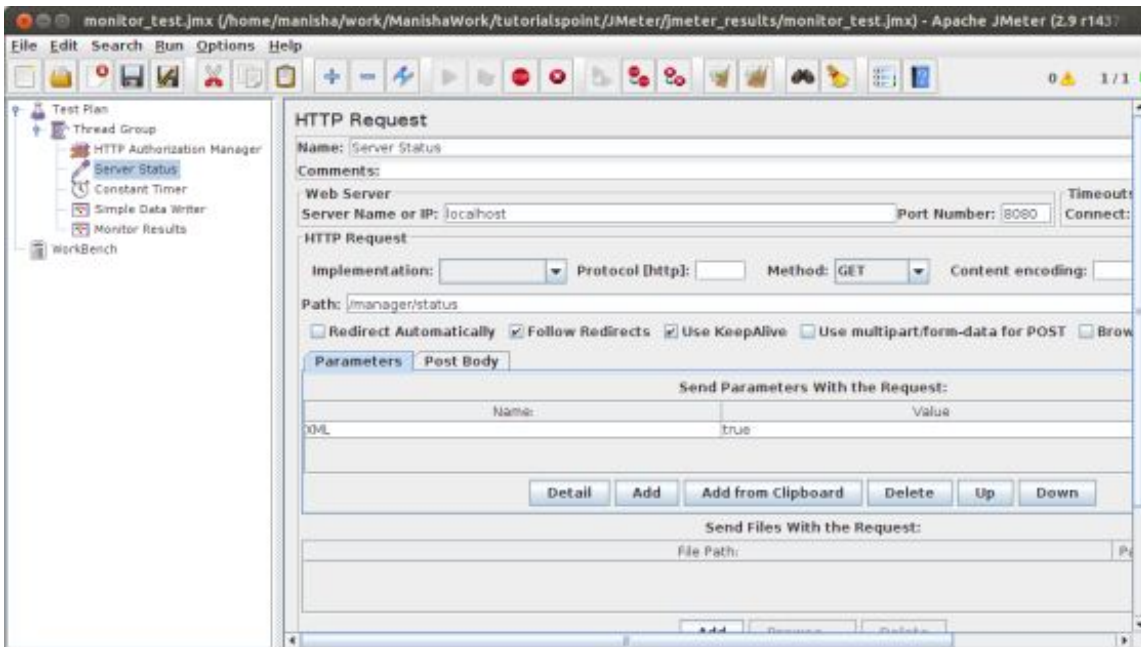 monitor_test.jmx (/home/manisha/work/ManishaWork/tutorialspoint/JMeter/jmeter_results/monitor_test.jmx) - Apache JMeter (2.9 r1437
File Edit Search Run Options Help
0 1 / 1
Test Plan
Thread Group
HTTP Authorization Manager
Server Status
Constant Timer
Simple Data Writer
Monitor Results
WorkBench
HTTP Request
Name: Server Status
Comments:
Web Server Timeouts
Server Name or IP: localhost Port Number: 8080 Connect:
HTTP Request
Implementation: Protocol [http]: Method: GET Content encoding:
Path: /manager/status
Redirect Automatically Follow Redirects Use KeepAlive Use multipart/form-data for POST Brow
Parameters Post Body
Send Parameters With the Request:
Name: Value
XML true
Detail Add Add from Clipboard Delete Up Down
Send Files With the Request:
File Path: Pa
Add Browse... Delete